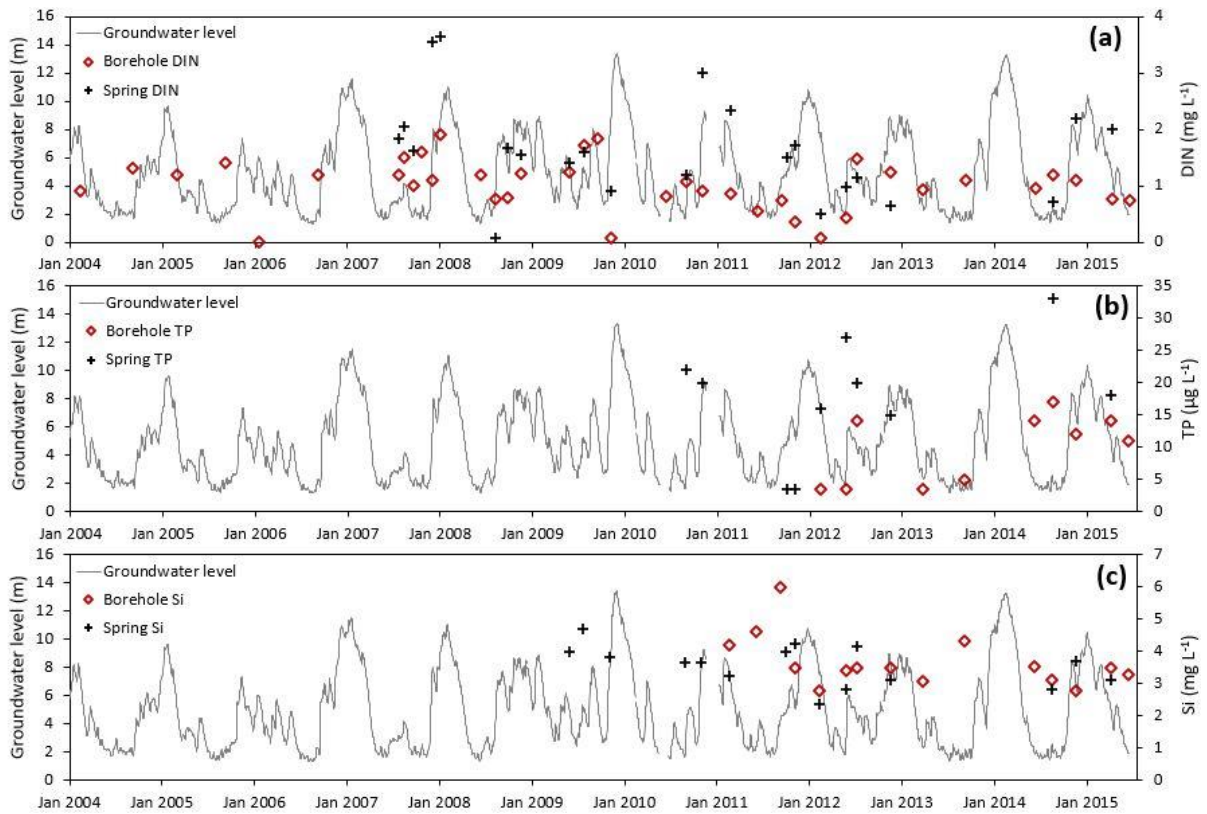 (a)
Groundwater level (m)
16
14
12
10
8
6
4
2
0
Groundwater level
Borehole DIN
Spring DIN
4
3
2
1
0
DIN (mg L⁻¹)
Jan 2004 Jan 2005 Jan 2006 Jan 2007 Jan 2008 Jan 2009 Jan 2010 Jan 2011 Jan 2012 Jan 2013 Jan 2014 Jan 2015
(b)
Groundwater level (m)
16
14
12
10
8
6
4
2
0
Groundwater level
Borehole TP
Spring TP
35
30
25
20
15
10
5
0
TP (µg L⁻¹)
Jan 2004 Jan 2005 Jan 2006 Jan 2007 Jan 2008 Jan 2009 Jan 2010 Jan 2011 Jan 2012 Jan 2013 Jan 2014 Jan 2015
(c)
Groundwater level (m)
16
14
12
10
8
6
4
2
0
Groundwater level
Borehole Si
Spring Si
7
6
5
4
3
2
1
0
Si (mg L⁻¹)
Jan 2004 Jan 2005 Jan 2006 Jan 2007 Jan 2008 Jan 2009 Jan 2010 Jan 2011 Jan 2012 Jan 2013 Jan 2014 Jan 2015